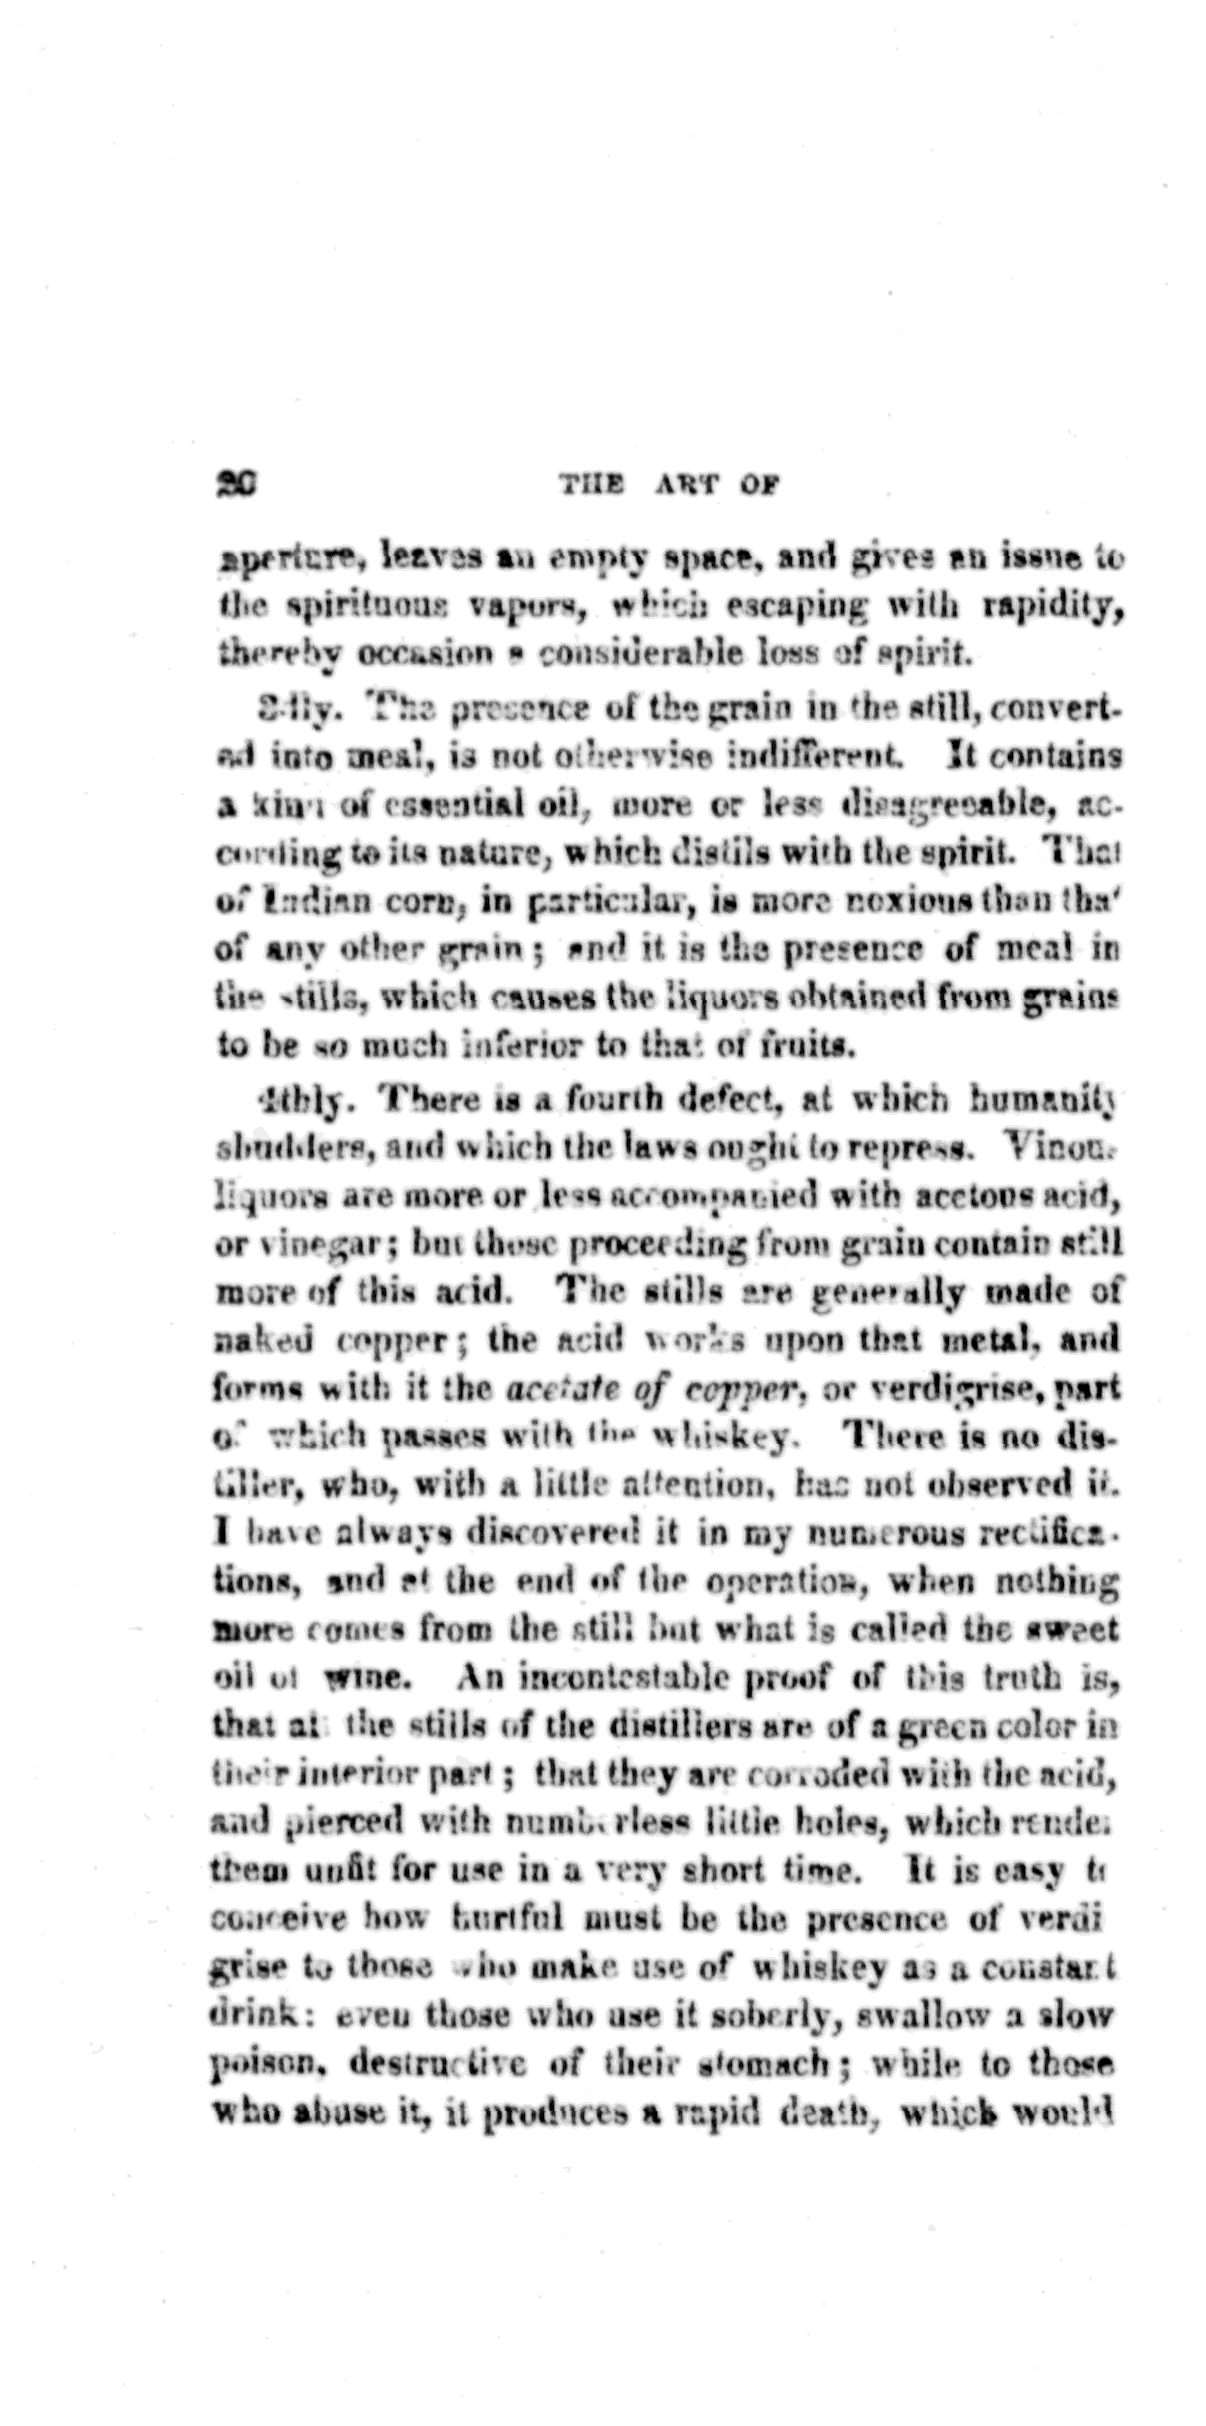 26 THE ART OF
aperture, leaves an empty space, and gives an issue to
the spirituous vapors, which escaping with rapidity,
thereby occasion a considerable loss of spirit.
3dly. The presence of the grain in the still, convert-
ed into meal, is not otherwise indifferent. It contains
a kind of essential oil, more or less disagreeable, ac-
cording to its nature, which distils with the spirit. That
of Indian corn, in particular, is more noxious than that
of any other grain; and it is the presence of meal in
the stills, which causes the liquors obtained from grains
to be so much inferior to that of fruits.
4thly. There is a fourth defect, at which humanity
shudders, and which the laws ought to repress. Vinous
liquors are more or less accompanied with acetous acid,
or vinegar; but those proceeding from grain contain still
more of this acid. The stills are generally made of
naked copper; the acid works upon that metal, and
forms with it the acetate of copper, or verdigrise, part
of which passes with the whiskey. There is no dis-
tiller, who, with a little attention, has not observed it.
I have always discovered it in my numerous rectifica-
tions, and at the end of the operation, when nothing
more comes from the still but what is called the sweet
oil of wine. An incontestable proof of this truth is,
that all the stills of the distillers are of a green color in
their interior part; that they are corroded with the acid,
and pierced with numberless little holes, which render
them unfit for use in a very short time. It is easy to
conceive how hurtful must be the presence of verdi
grise to those who make use of whiskey as a constant
drink: even those who use it soberly, swallow a slow
poison, destructive of their stomach; while to those
who abuse it, it produces a rapid death, which would